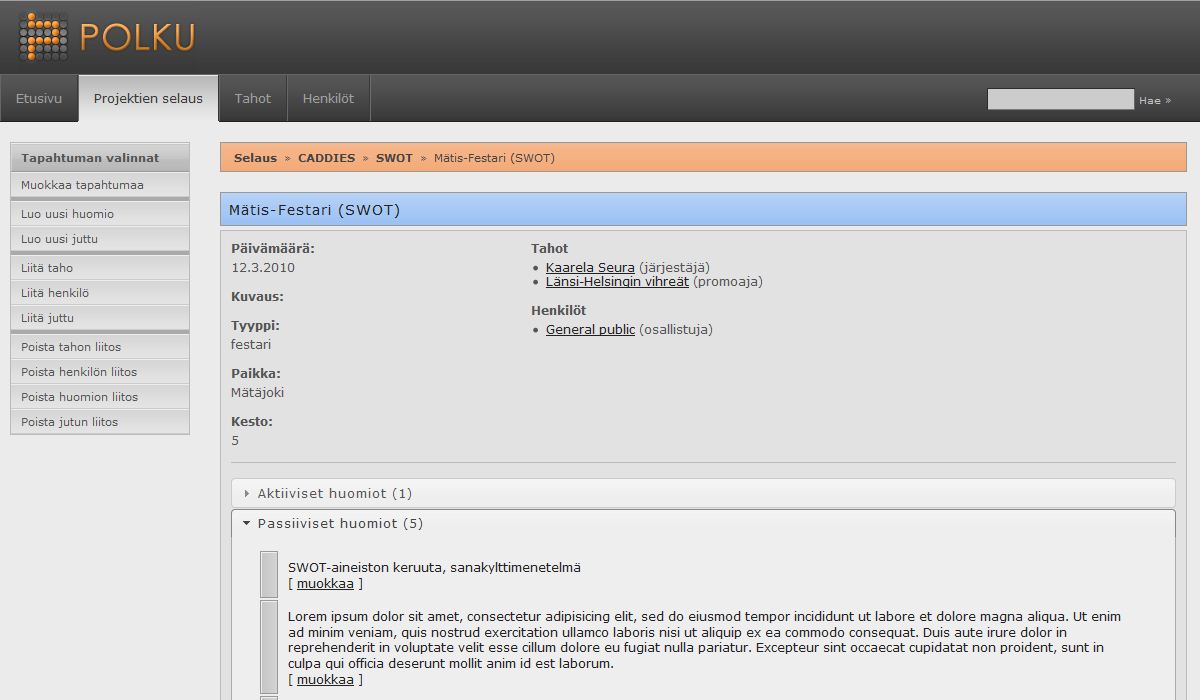 POLKU
Etusivu
Projektien selaus
Tahot
Henkilöt
Hae »
Tapahtuman valinnat
Muokkaa tapahtumaa
Luo uusi huomio
Luo uusi juttu
Liitä taho
Liitä henkilö
Liitä juttu
Poista tahon liitos
Poista henkilön liitos
Poista huomion liitos
Poista jutun liitos
Selaus » CADDIES » SWOT » Mätis-Festari (SWOT)
Mätis-Festari (SWOT)
Päivämäärä:
12.3.2010
Kuvaus:
Tyyppi:
festari
Paikka:
Mätäjoki
Kesto:
5
Tahot
• Kaarela Seura (järjestäjä)
• Länsi-Helsingin vihreät (promoaja)
Henkilöt
• General public (osallistuja)
Aktiiviset huomiot (1)
Passiiviset huomiot (5)
SWOT-aineiston keruuta, sanakylttimenetelmä
[ muokkaa ]
Lorem ipsum dolor sit amet, consectetur adipisicing elit, sed do eiusmod tempor incididunt ut labore et dolore magna aliqua. Ut enim
ad minim veniam, quis nostrud exercitation ullamco laboris nisi ut aliquip ex ea commodo consequat. Duis aute irure dolor in
reprehenderit in voluptate velit esse cillum dolore eu fugiat nulla pariatur. Excepteur sint occaecat cupidatat non proident, sunt in
culpa qui officia deserunt mollit anim id est laborum.
[ muokkaa ]